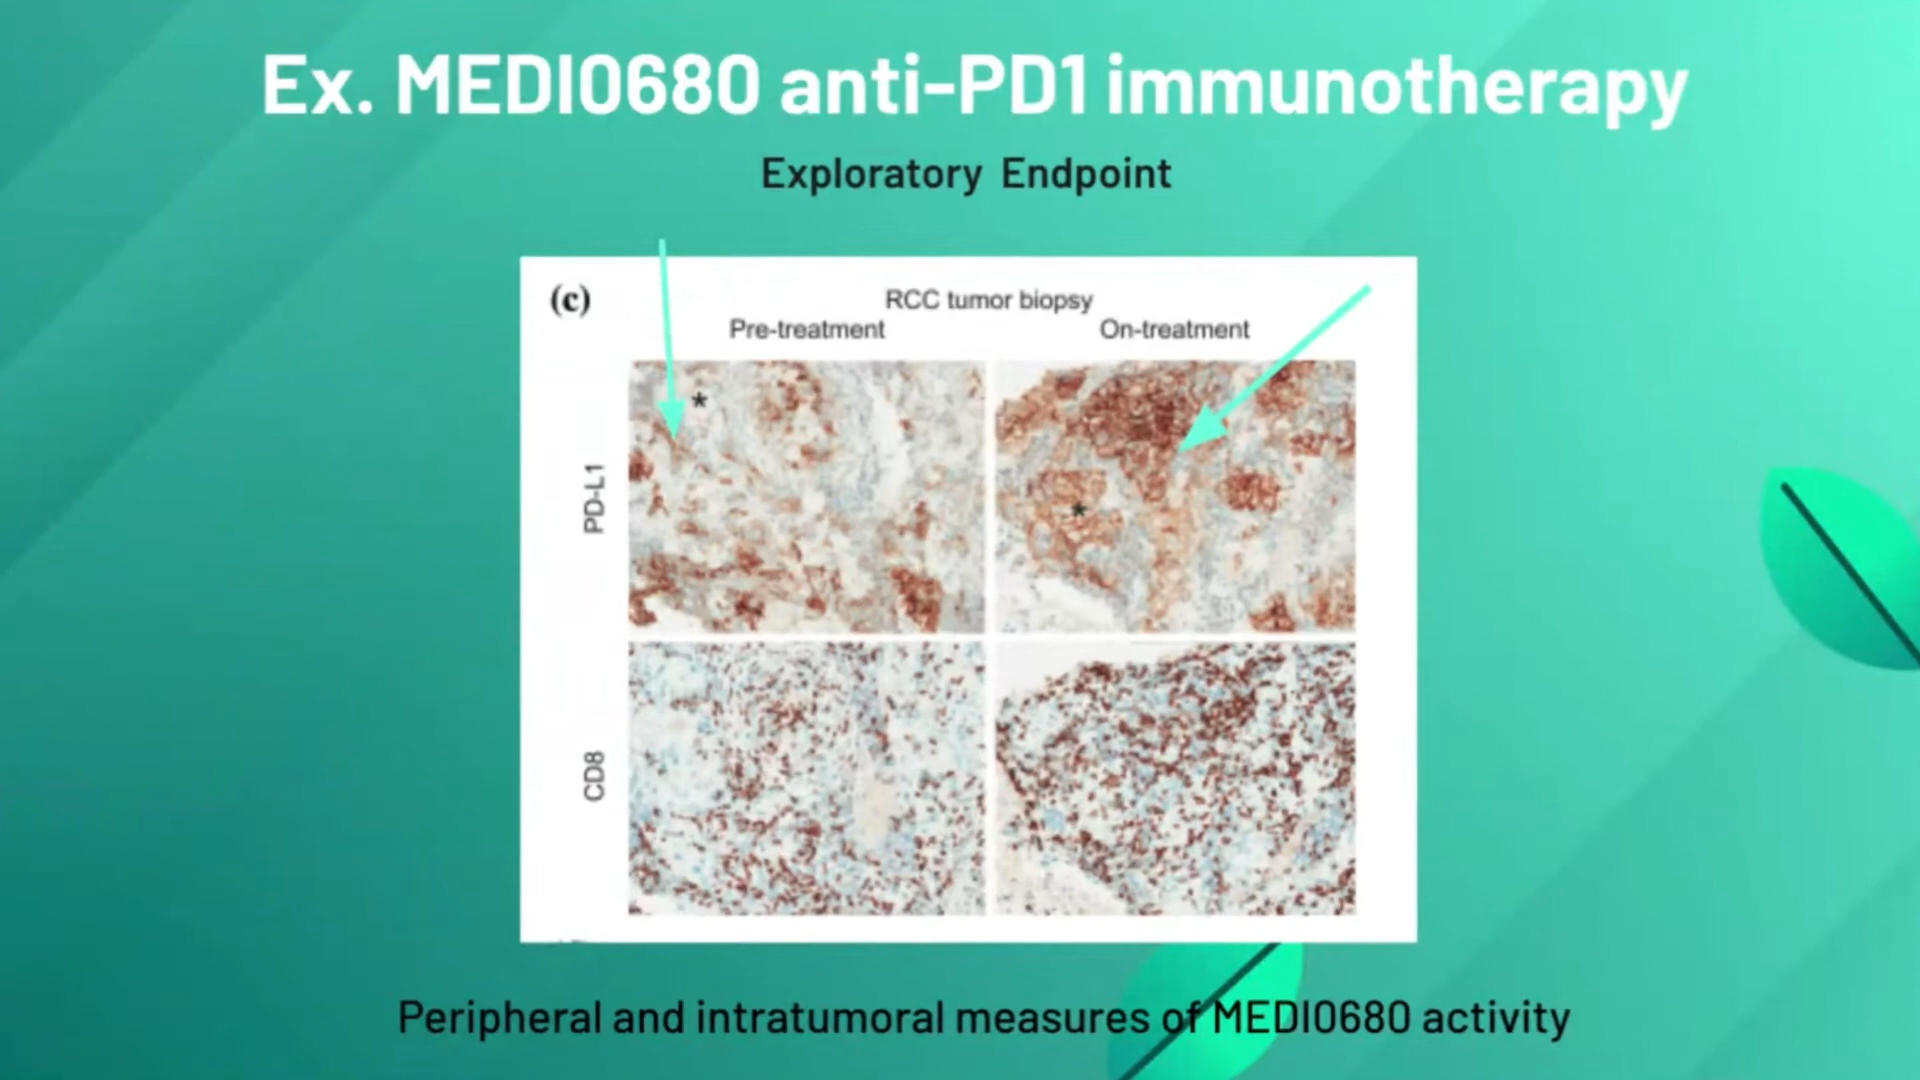 Ex. MEDI0680 anti-PD1 immunotherapy
Exploratory Endpoint
(c)
RCC tumor biopsy
Pre-treatment On-treatment
PD-L1
*
*
CD8
Peripheral and intratumoral measures of MEDI0680 activity